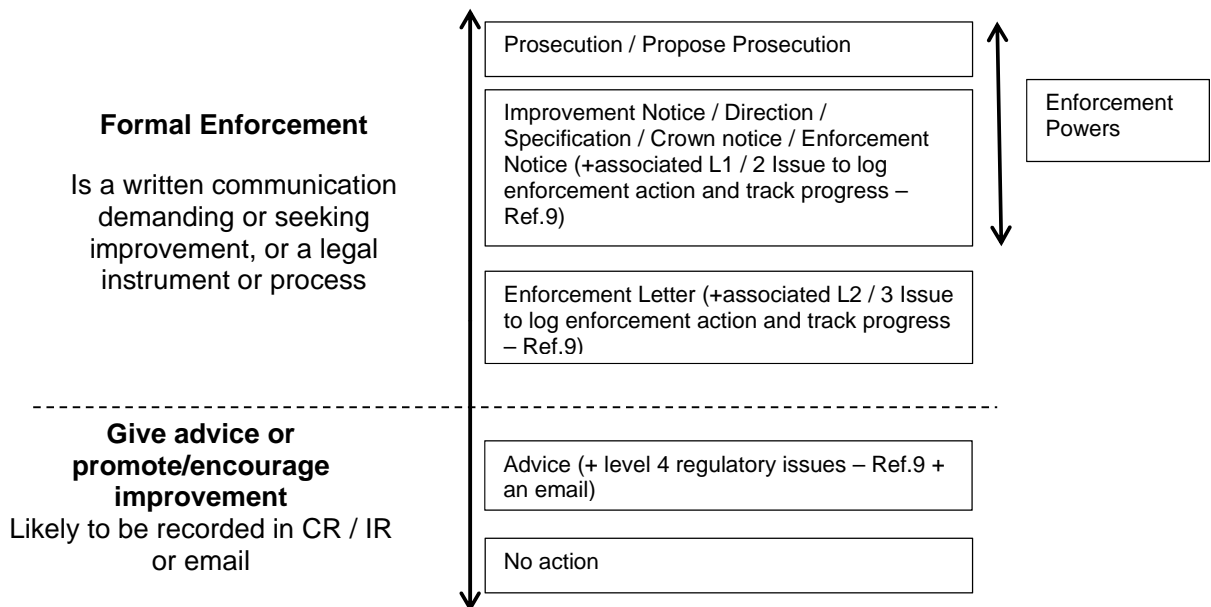 Prosecution / Propose Prosecution
Enforcement
Powers
Formal Enforcement
Is a written communication
demanding or seeking
improvement, or a legal
instrument or process
Improvement Notice / Direction /
Specification / Crown notice / Enforcement
Notice (+associated L1 / 2 Issue to log
enforcement action and track progress –
Ref.9)
Enforcement Letter (+associated L2 / 3 Issue
to log enforcement action and track progress
– Ref.9)
Give advice or
promote/encourage
improvement
Likely to be recorded in CR / IR
or email
Advice (+ level 4 regulatory issues – Ref.9 +
an email)
No action